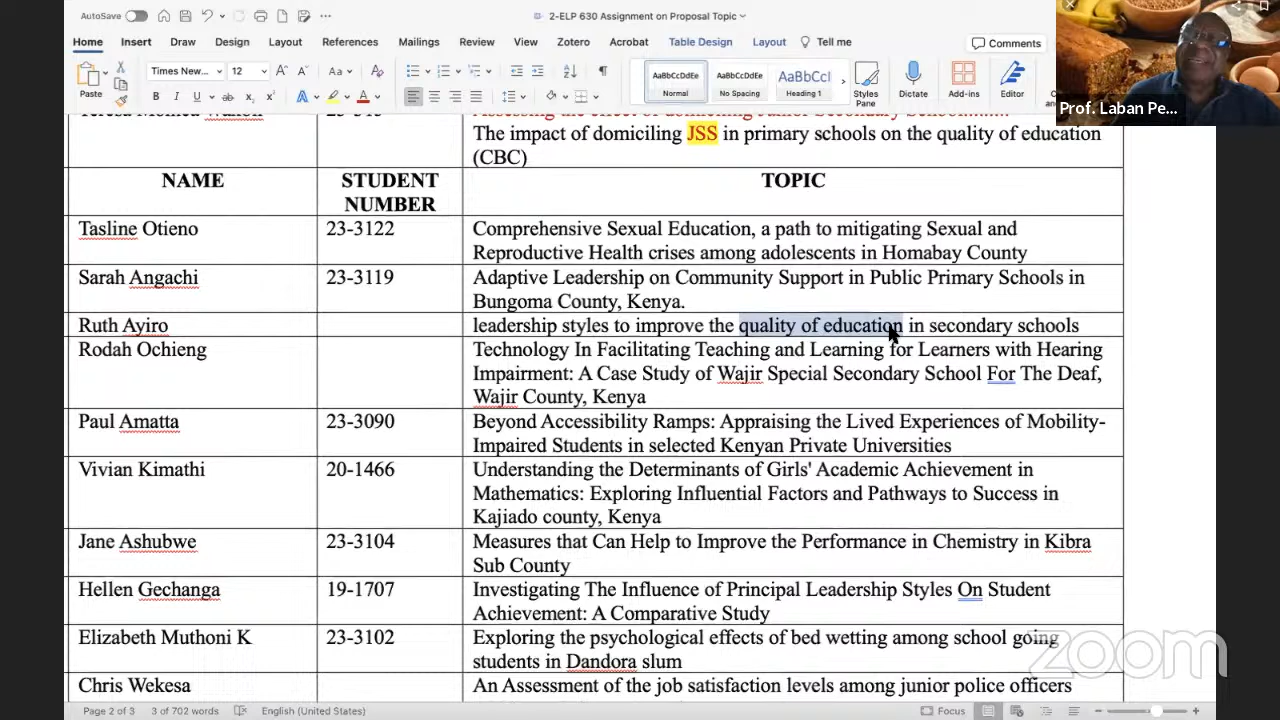 AutoSave
2-ELP 630 Assignment on Proposal Topic
Home Insert Draw Design Layout References Mailings Review View Zotero Acrobat Table Design Layout Tell me
Comments
Paste
Times New... 12
AaBbCcDdEe
Normal
AaBbCcDdEe
No Spacing
AaBbCcI
Heading 1
Styles Pane
Dictate
Add-ins
Editor
Prof. Laban Pe...
The impact of domiciling JSS in primary schools on the quality of education
(CBC)
NAME STUDENT NUMBER TOPIC
Tasline Otieno 23-3122 Comprehensive Sexual Education, a path to mitigating Sexual and
Reproductive Health crises among adolescents in Homabay County
Sarah Angachi 23-3119 Adaptive Leadership on Community Support in Public Primary Schools in
Bungoma County, Kenya.
Ruth Ayiro leadership styles to improve the quality of education in secondary schools
Rodah Ochieng Technology In Facilitating Teaching and Learning for Learners with Hearing
Impairment: A Case Study of Wajir Special Secondary School For The Deaf,
Wajir County, Kenya
Paul Amatta 23-3090 Beyond Accessibility Ramps: Appraising the Lived Experiences of Mobility-
Impaired Students in selected Kenyan Private Universities
Vivian Kimathi 20-1466 Understanding the Determinants of Girls' Academic Achievement in
Mathematics: Exploring Influential Factors and Pathways to Success in
Kajiado county, Kenya
Jane Ashubwe 23-3104 Measures that Can Help to Improve the Performance in Chemistry in Kibra
Sub County
Hellen Gechanga 19-1707 Investigating The Influence of Principal Leadership Styles On Student
Achievement: A Comparative Study
Elizabeth Muthoni K 23-3102 Exploring the psychological effects of bed wetting among school going
students in Dandora slum
Chris Wekesa An Assessment of the job satisfaction levels among junior police officers
zoom
Page 2 of 3 3 of 702 words English (United States) Focus